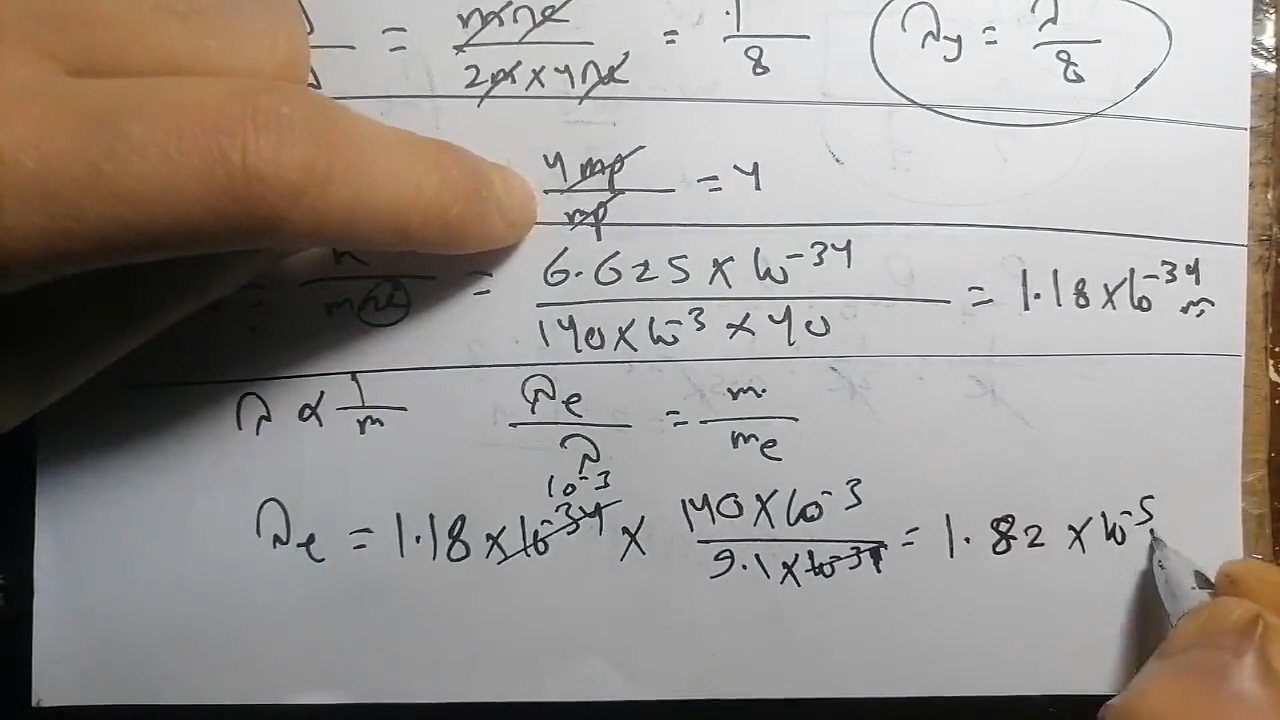 = mv / 2m × 4v = 1 / 8 λy = λ / 8
4mp / mp = 4
= h / mv = 6.625 × 10^-34 / 140 × 10^-3 × 40 = 1.18 × 10^-34 m
λ ∝ 1 / m λe / λ = m / me
λe = 1.18 × 10^-34 10^-3 × 140 × 10^-3 / 9.1 × 10^-31 = 1.82 × 10^-5